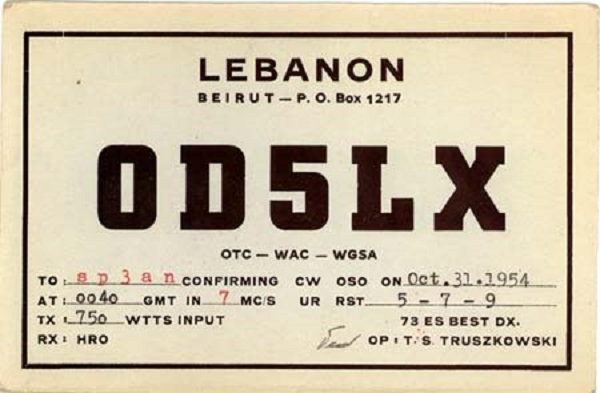 LEBANON
BEIRUT — P. O. Box 1217
OD5LX
OTC — WAC — WGSA
TO: sp3an CONFIRMING CW OSO ON Oct.31.1954
AT: 0040 GMT IN 7 MC/S UR RST 5 - 7 - 9
TX: 750 WTTS INPUT 73 ES BEST DX.
RX: HRO OP: T. S. TRUSZKOWSKI